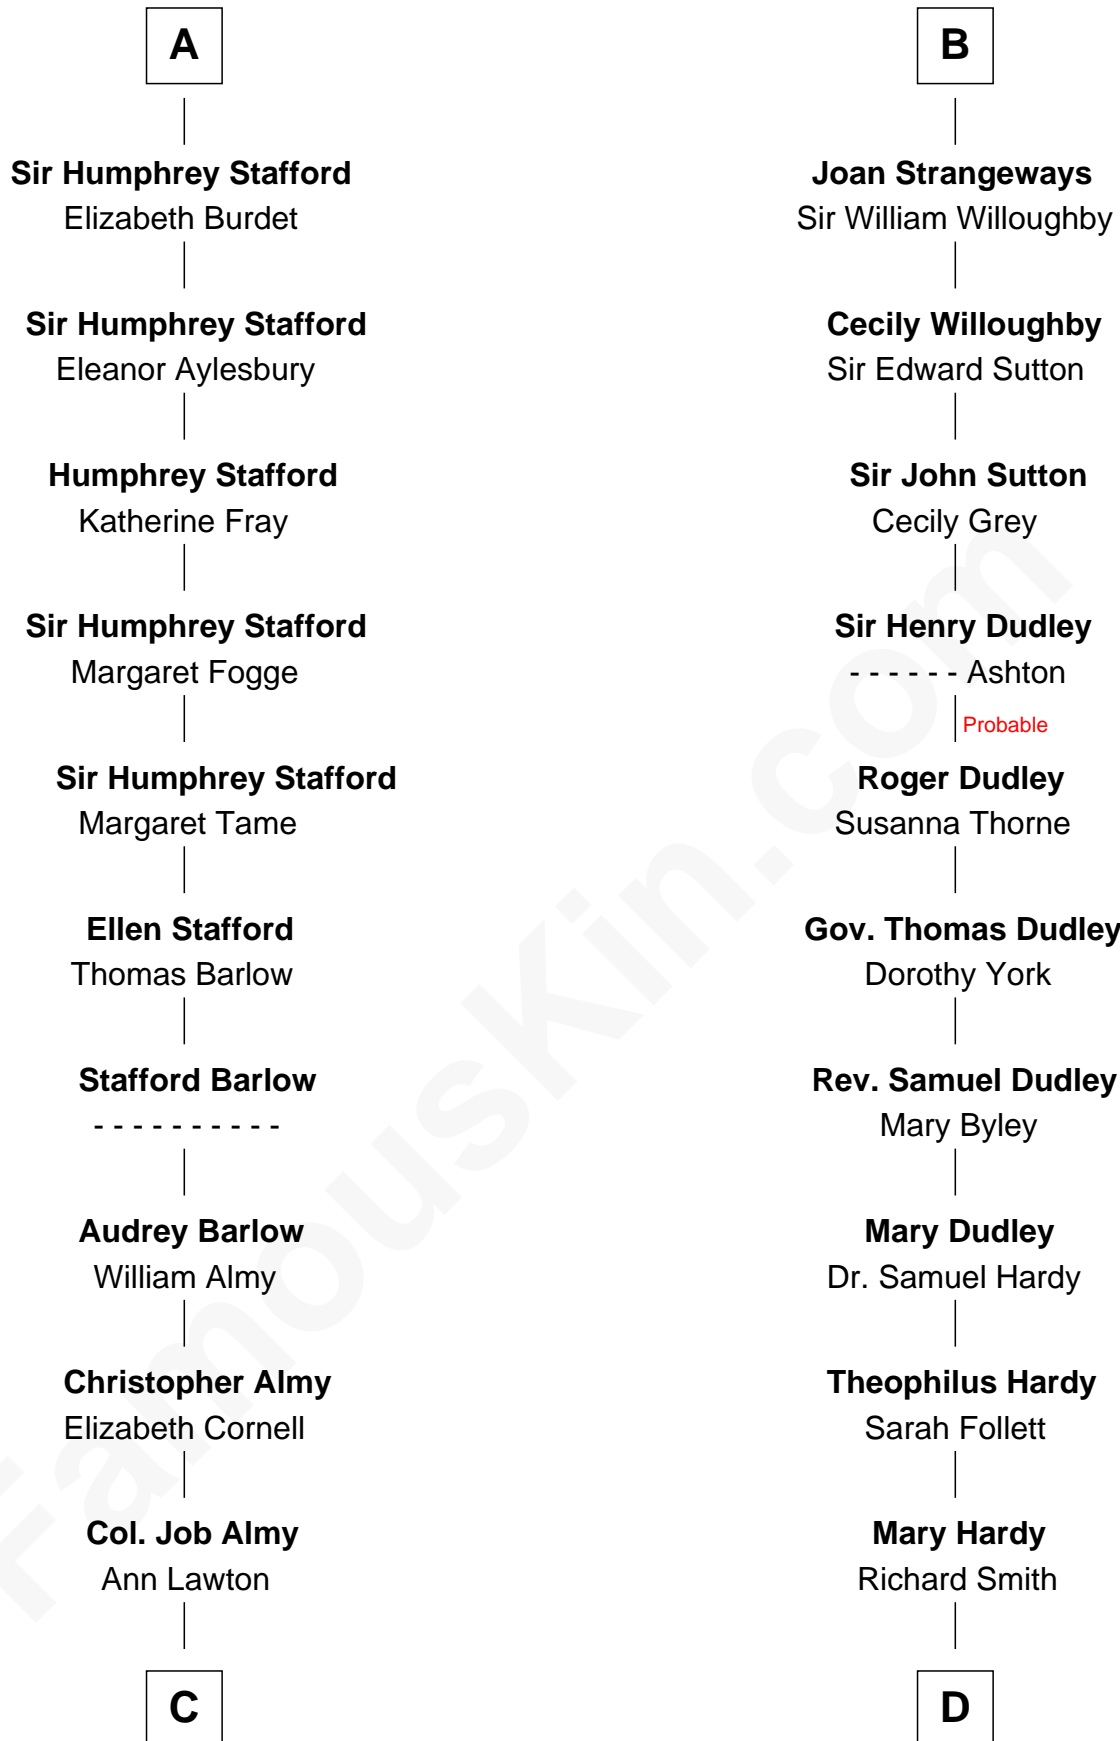 A
Sir Humphrey Stafford
Elizabeth Burdet
Sir Humphrey Stafford
Eleanor Aylesbury
Humphrey Stafford
Katherine Fray
Sir Humphrey Stafford
Margaret Fogge
Sir Humphrey Stafford
Margaret Tame
Ellen Stafford
Thomas Barlow
Stafford Barlow
- - - - - - - - - -
Audrey Barlow
William Almy
Christopher Almy
Elizabeth Cornell
Col. Job Almy
Ann Lawton
C
B
Joan Strangeways
Sir William Willoughby
Cecily Willoughby
Sir Edward Sutton
Sir John Sutton
Cecily Grey
Sir Henry Dudley
- - - - - - Ashton
Probable
Roger Dudley
Susanna Thorne
Gov. Thomas Dudley
Dorothy York
Rev. Samuel Dudley
Mary Byley
Mary Dudley
Dr. Samuel Hardy
Theophilus Hardy
Sarah Follett
Mary Hardy
Richard Smith
D
FamousKin.com